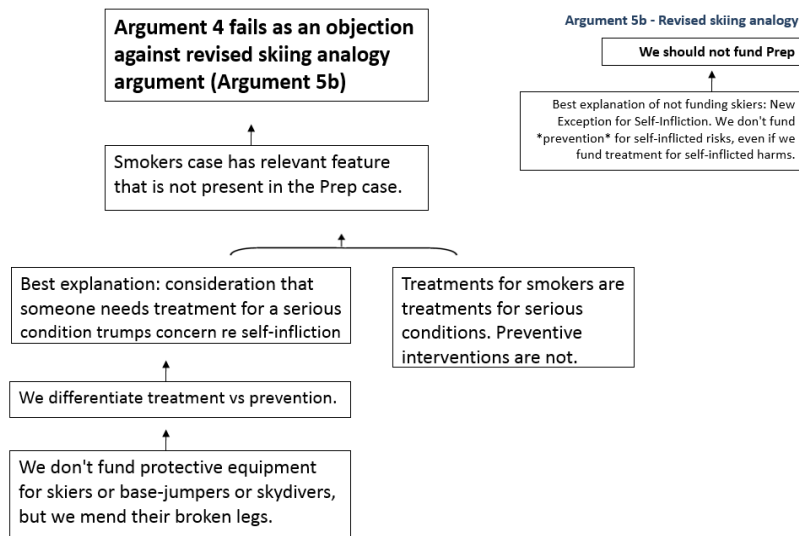 Argument 4 fails as an objection
against revised skiing analogy
argument (Argument 5b)
Argument 5b - Revised skiing analogy
We should not fund Prep
Best explanation of not funding skiers: New
Exception for Self-Infliction. We don't fund
*prevention* for self-inflicted risks, even if we
fund treatment for self-inflicted harms.
Smokers case has relevant feature
that is not present in the Prep case.
Best explanation: consideration that
someone needs treatment for a serious
condition trumps concern re self-infliction
Treatments for smokers are
treatments for serious
conditions. Preventive
interventions are not.
We differentiate treatment vs prevention.
We don't fund protective equipment
for skiers or base-jumpers or skydivers,
but we mend their broken legs.